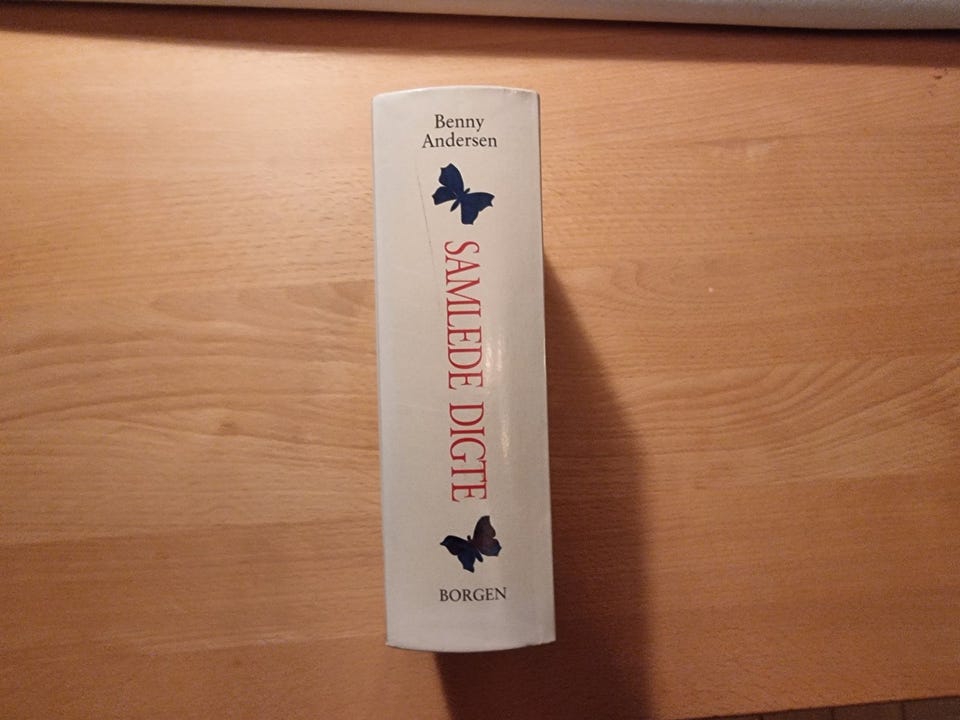 Benny
Andersen
SAMLEDE DIGTE
BORGEN